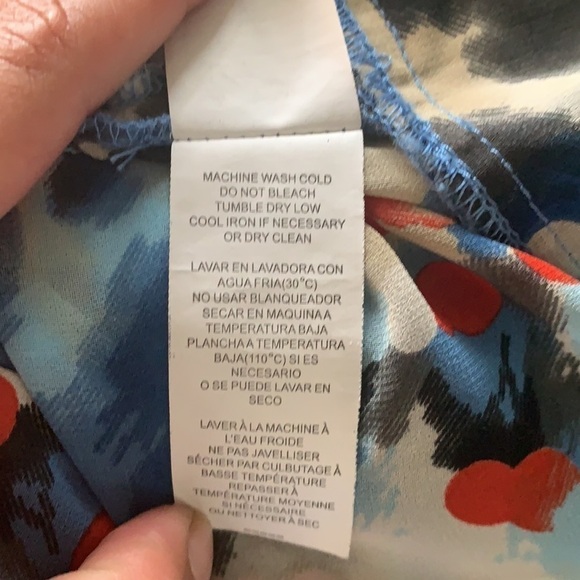 MACHINE WASH COLD
DO NOT BLEACH
TUMBLE DRY LOW
COOL IRON IF NECESSARY
OR DRY CLEAN
LAVAR EN LAVADORA CON
AGUA FRIA(30°C)
NO USAR BLANQUEADOR
SECAR EN MAQUINA A
TEMPERATURA BAJA
PLANCHA A TEMPERATURA
BAJA(110°C) SI ES
NECESARIO
O SE PUEDE LAVAR EN
SECO
LAVER À LA MACHINE À
L'EAU FROIDE
NE PAS JAVELLISER
SÉCHER PAR CULBUTAGE À
BASSE TEMPÉRATURE
REPASSER À
TEMPÉRATURE MOYENNE
SI NÉCESSAIRE
OU NETTOYER À SEC